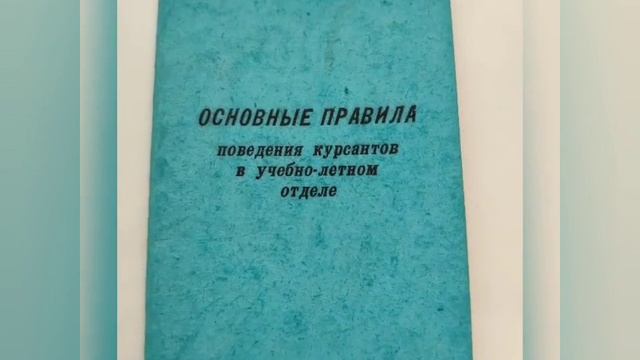 ОСНОВНЫЕ ПРАВИЛА
поведения курсантов
в учебно-летном
отделе